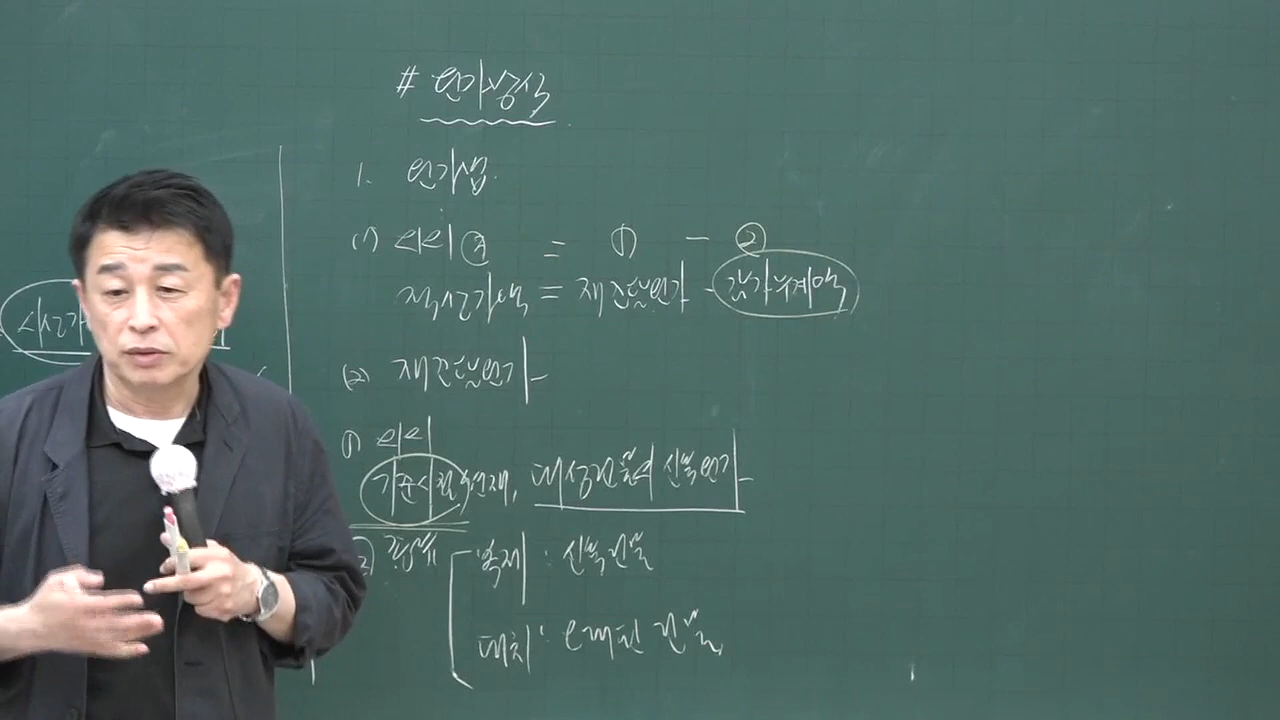 # 원가방식
1. 원가법
(1) 의의 ③ = ① - ②
적산가액 = 재조달원가 - 감가누계액
(2) 재조달원가
① 의의
기준시점 현재, 대상건물의 신축원가
② 종류
복제 : 신축건물
대치 : 오래된 건물